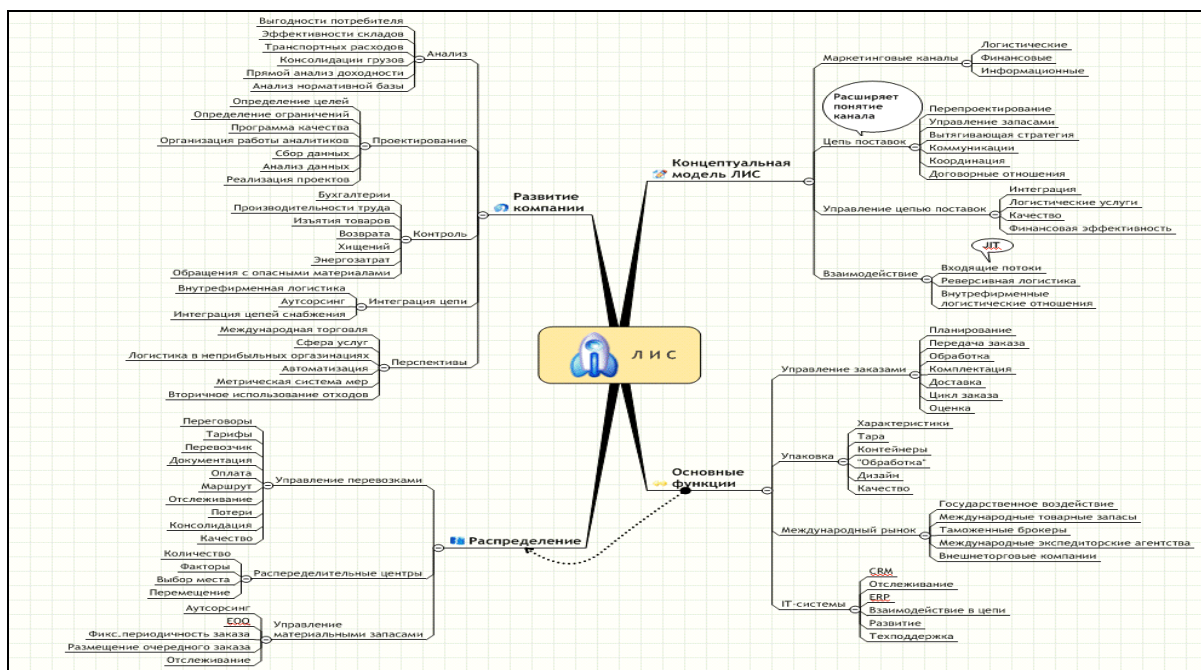 Выгодности потребителя
Эффективности складов
Транспортных расходов
Консолидации грузов
Прямой анализ доходности
Анализ нормативной базы
Анализ
Определение целей
Определение ограничений
Программа качества
Организация работы аналитиков
Сбор данных
Анализ данных
Реализация проектов
Проектирование
Бухгалтерии
Производительности труда
Изъятия товаров
Возврата
Хищений
Энергозатрат
Обращения с опасными материалами
Контроль
Внутрефирменная логистика
Аутсорсинг
Интеграция цепей снабжения
Интеграция цепи
Международная торговля
Сфера услуг
Логистика в неприбыльных оргазинациях
Автоматизация
Метрическая система мер
Вторичное использование отходов
Перспективы
Развитие
компании
Переговоры
Тарифы
Перевозчик
Документация
Оплата
Маршрут
Отслеживание
Потери
Консолидация
Качество
Управление перевозками
Количество
Факторы
Выбор места
Перемещение
Распеределительные центры
Аутсорсинг
EOQ
Фикс.периодичность заказа
Размещение очередного заказа
Отслеживание
Управление
материальными запасами
Распределение
Л И С
Концептуальная
модель ЛИС
Маркетинговые каналы
Логистические
Финансовые
Информационные
Расширяет
понятие
канала
Цепь поставок
Перепроектирование
Управление запасами
Вытягивающая стратегия
Коммуникации
Координация
Договорные отношения
Управление цепью поставок
Интеграция
Логистические услуги
Качество
Финансовая эффективность
JIT
Взаимодействие
Входящие потоки
Реверсивная логистика
Внутрефирменные
логистические отношения
Основные
функции
Управление заказами
Планирование
Передача заказа
Обработка
Комплектация
Доставка
Цикл заказа
Оценка
Упаковка
Характеристики
Тара
Контейнеры
"Обработка"
Дизайн
Качество
Международный рынок
Государственное воздействие
Международные товарные запасы
Таможенные брокеры
Международные экспедиторские агентства
Внешнеторговые компании
IT-системы
CRM
Отслеживание
ERP
Взаимодействие в цепи
Развитие
Техподдержка